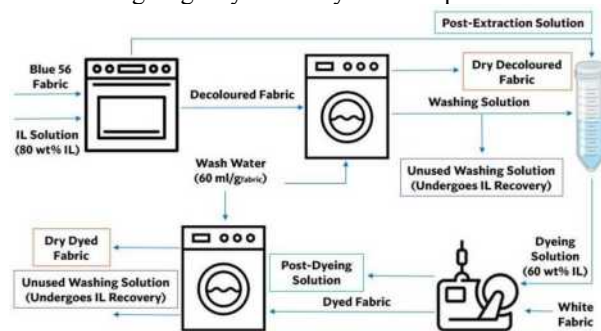 Post-Extraction Solution
Blue 56
Fabric
Dry Decoloured
Fabric
Decoloured Fabric
Washing Solution
IL Solution
(80 wt% IL)
Wash Water
(60 ml/gfabric)
Unused Washing Solution
(Undergoes IL Recovery)
Dry Dyed
Fabric
Post-Dyeing
Solution
Dyeing
Solution
(60 wt% IL)
Unused Washing Solution
(Undergoes IL Recovery)
Dyed Fabric
White
Fabric